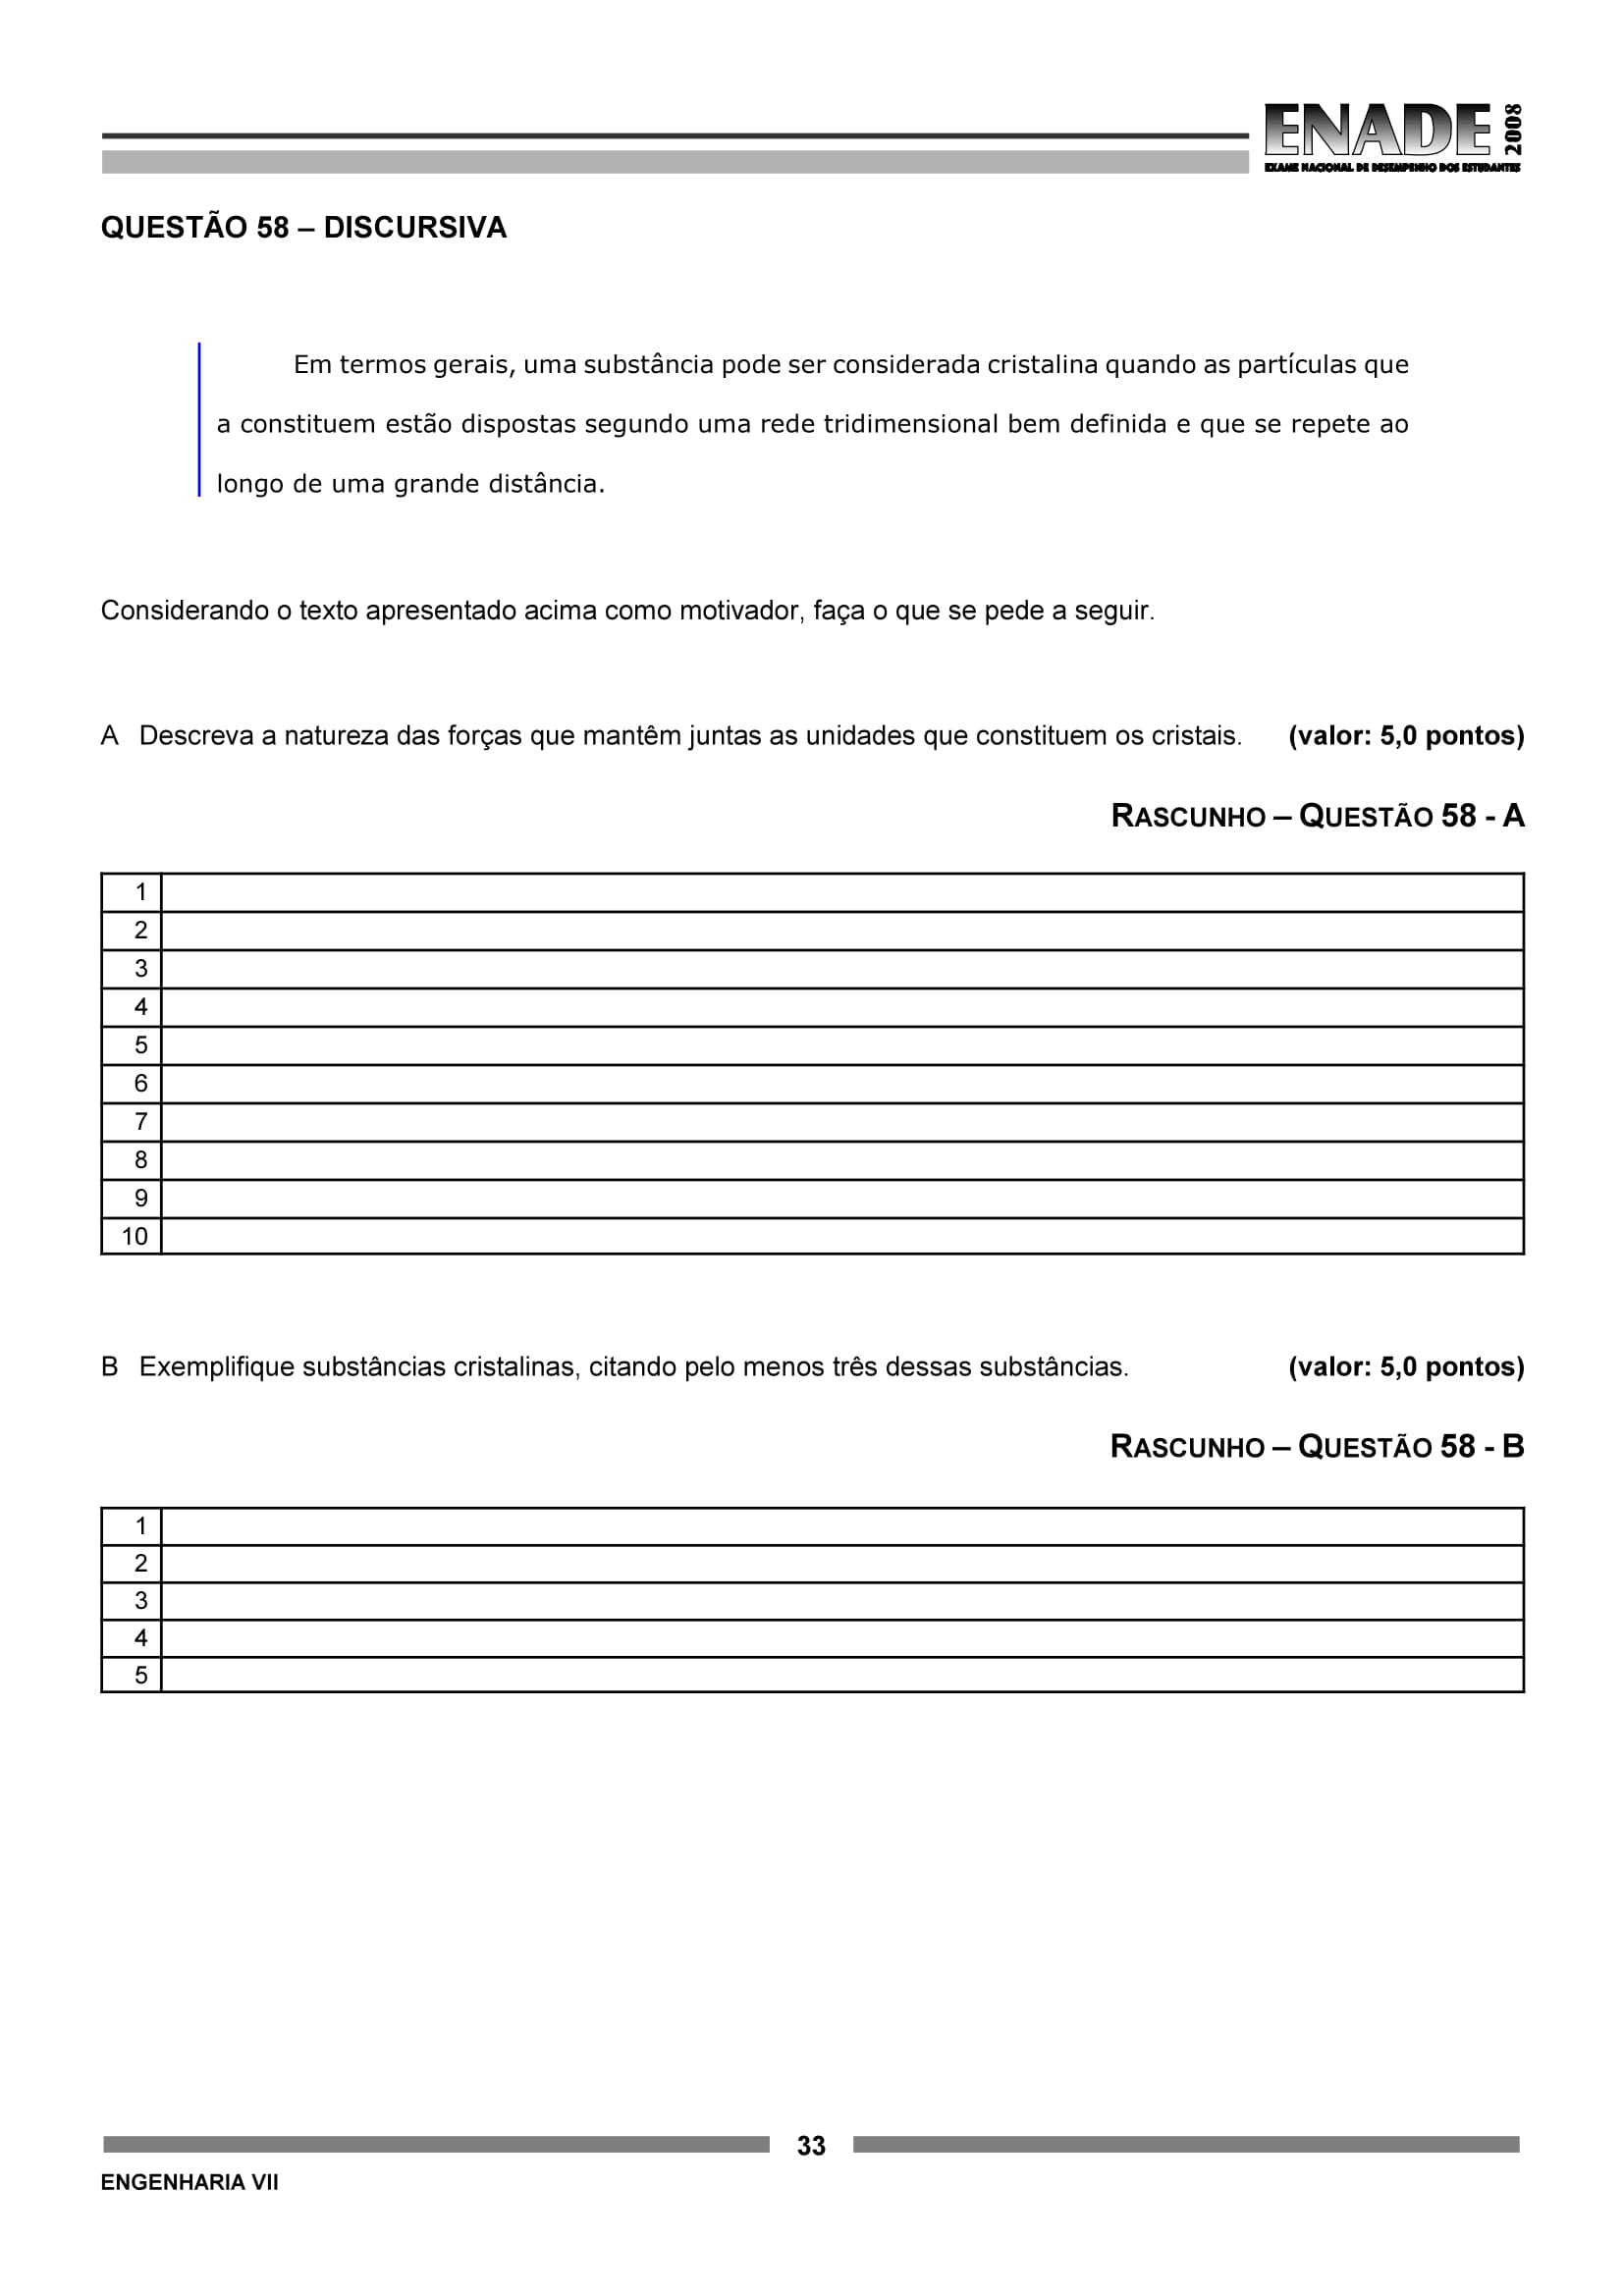 ENADE 2008
EXAME NACIONAL DE DESEMPENHO DOS ESTUDANTES
QUESTÃO 58 – DISCURSIVA
Em termos gerais, uma substância pode ser considerada cristalina quando as partículas que
a constituem estão dispostas segundo uma rede tridimensional bem definida e que se repete ao
longo de uma grande distância.
Considerando o texto apresentado acima como motivador, faça o que se pede a seguir.
A Descreva a natureza das forças que mantêm juntas as unidades que constituem os cristais. (valor: 5,0 pontos)
RASCUNHO – QUESTÃO 58 - A
1
2
3
4
5
6
7
8
9
10
B Exemplifique substâncias cristalinas, citando pelo menos três dessas substâncias. (valor: 5,0 pontos)
RASCUNHO – QUESTÃO 58 - B
1
2
3
4
5
33
ENGENHARIA VII